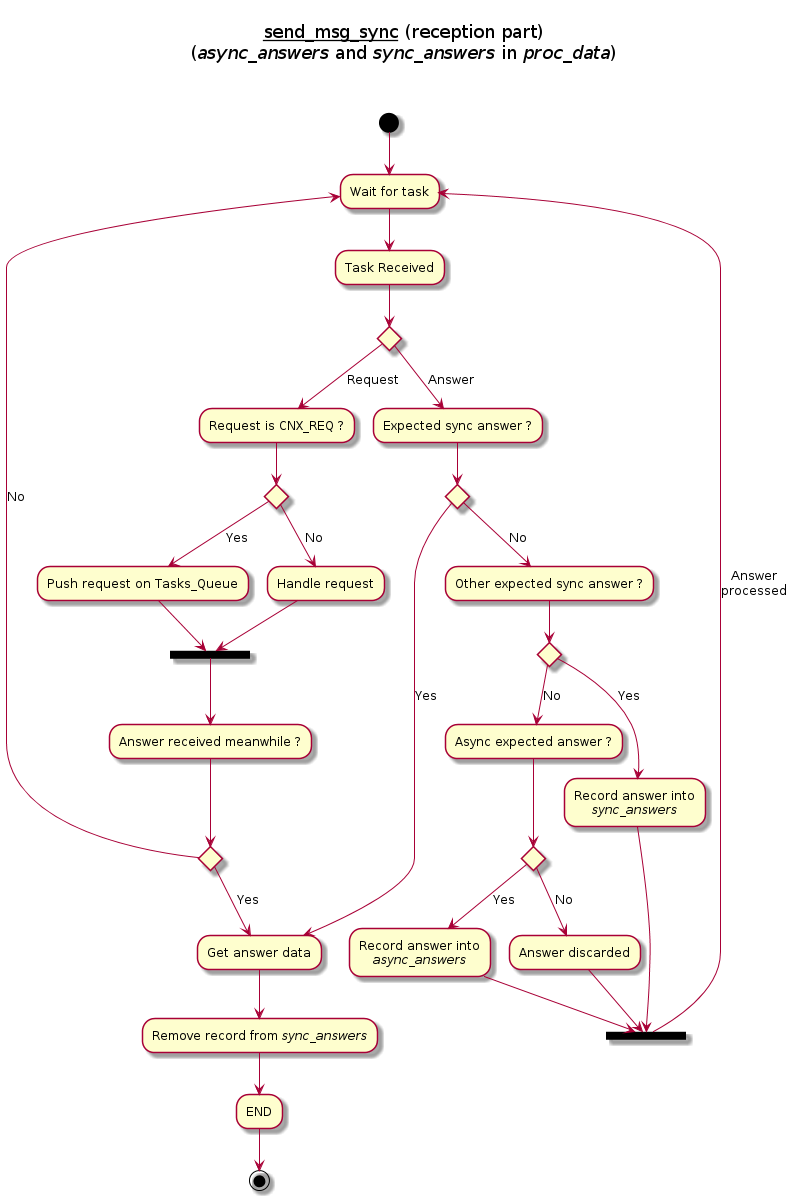 send_msg_sync (reception part)
(async_answers and sync_answers in proc_data)
Wait for task
Task Received
Request
Answer
Request is CNX_REQ ?
Expected sync answer ?
No
Yes
No
No
Push request on Tasks_Queue
Handle request
Other expected sync answer ?
Answer
processed
Yes
No
Yes
Answer received meanwhile ?
Async expected answer ?
Record answer into
sync_answers
Yes
Yes
No
Get answer data
Record answer into
async_answers
Answer discarded
Remove record from sync_answers
END